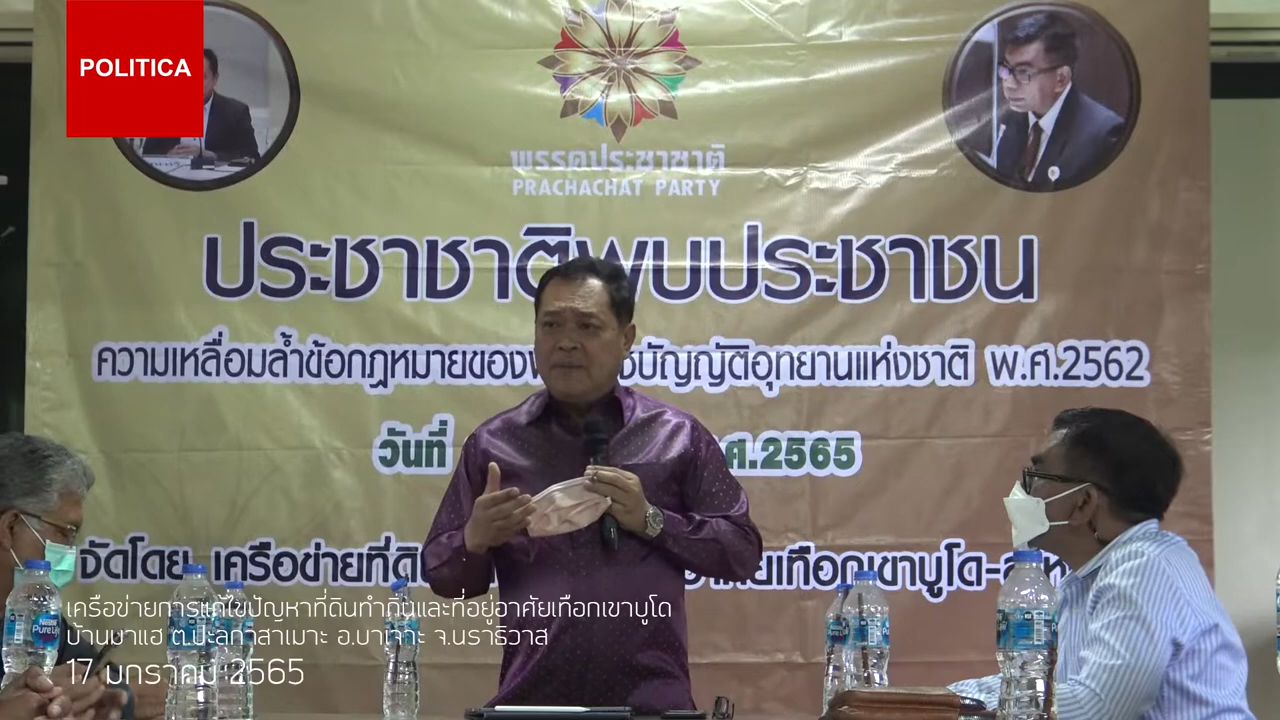 POLITICA
พรรคประชาชาติ
PRACHACHAT PARTY
ประชาชาติพบประชาชน
ความเหลื่อมล้ำข้อกฎหมายของ บัญญัติอุทยานแห่งชาติ พ.ศ.2562
วันที่ ศ.2565
จัดโดย เครือข่ายที่ดิน เทือกเขาบูโด
เครือข่ายการแก้ไขปัญหาที่ดินทำกินและที่อยู่อาศัยเทือกเขาบูโด
บ้านยาแฮ ต.ปะลุกาสาเมาะ อ.บาเจาะ จ.นราธิวาส
17 มกราคม 2565
Nestlé
Pure Life